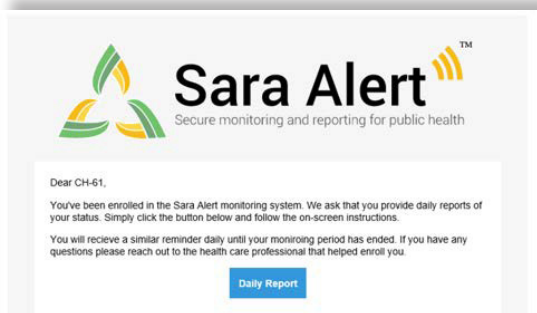 TM
Sara Alert
Secure monitoring and reporting for public health
Dear CH-61,
You've been enrolled in the Sara Alert monitoring system. We ask that you provide daily reports of
your status. Simply click the button below and follow the on-screen instructions.
You will recieve a similar reminder daily until your moniroing period has ended. If you have any
questions please reach out to the health care professional that helped enroll you.
Daily Report